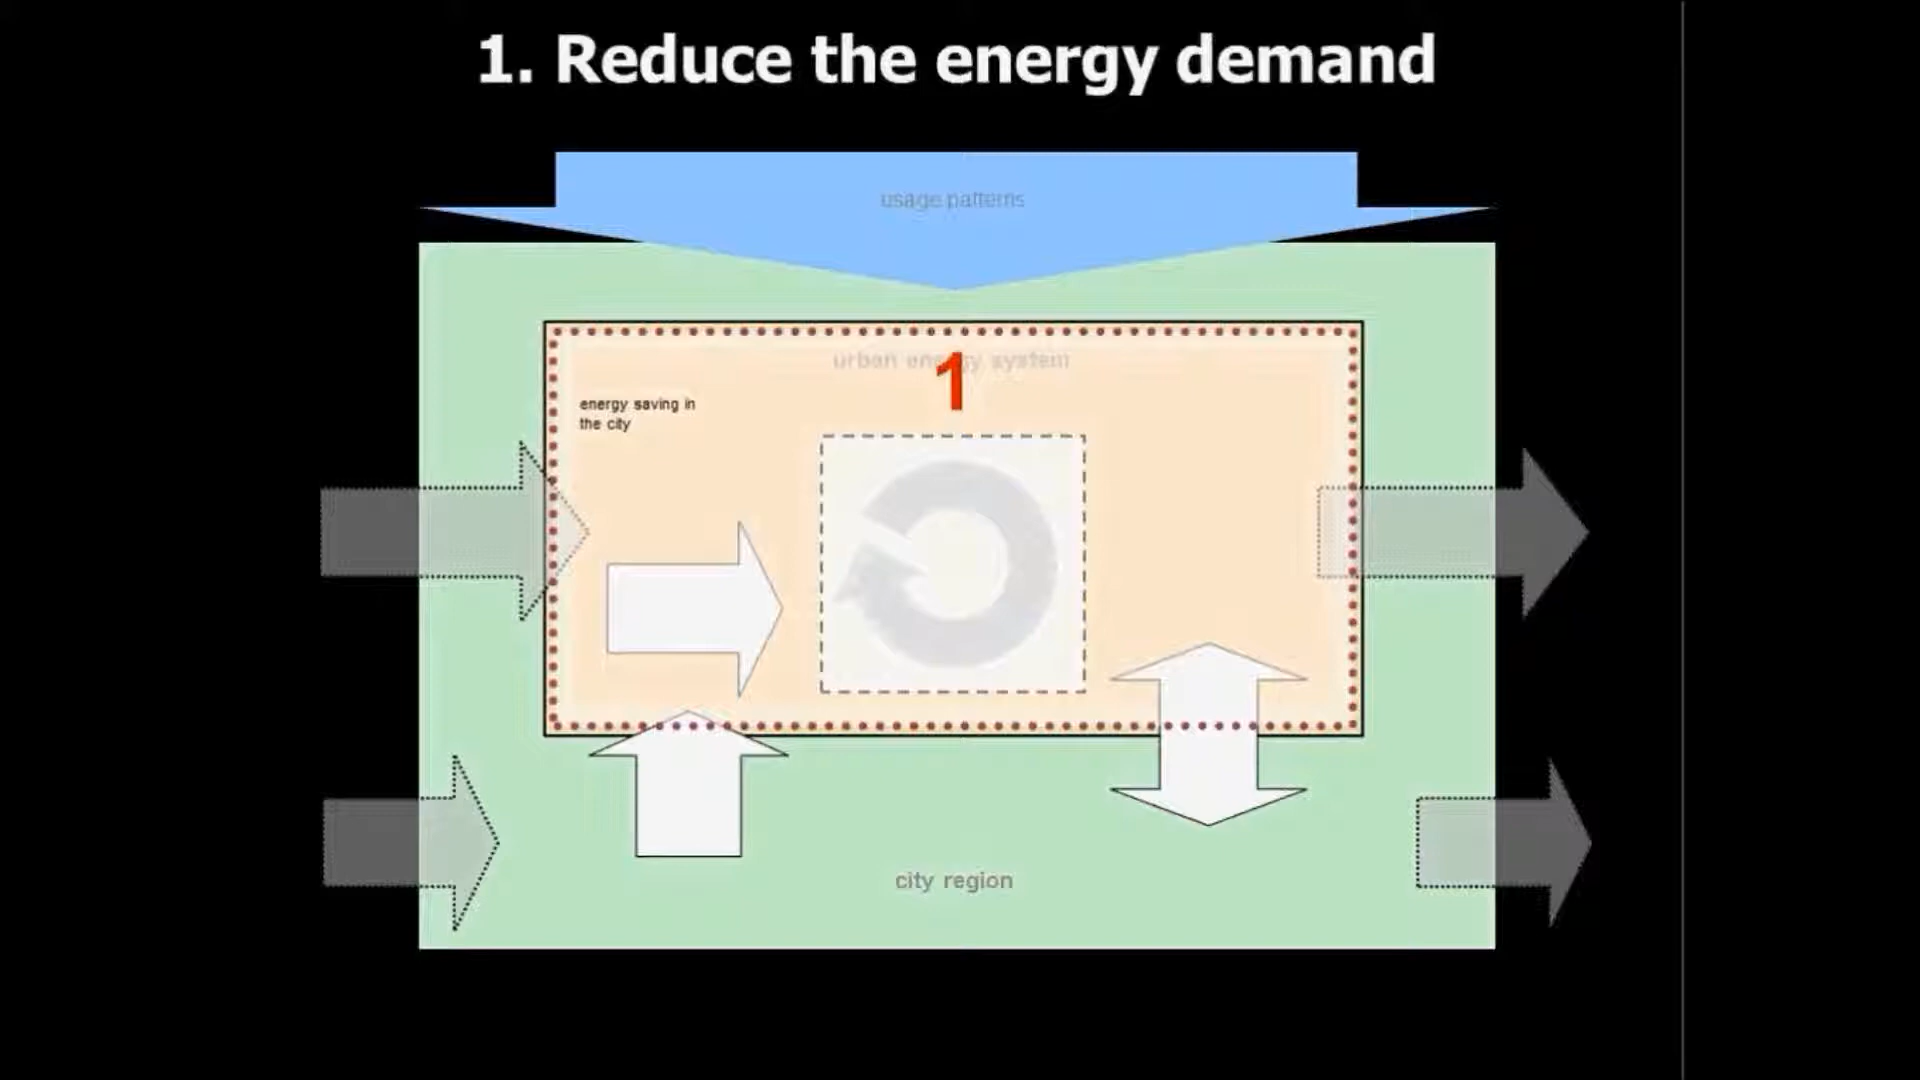 1. Reduce the energy demand
usage patterns
urban energy system
1
energy saving in
the city
city region